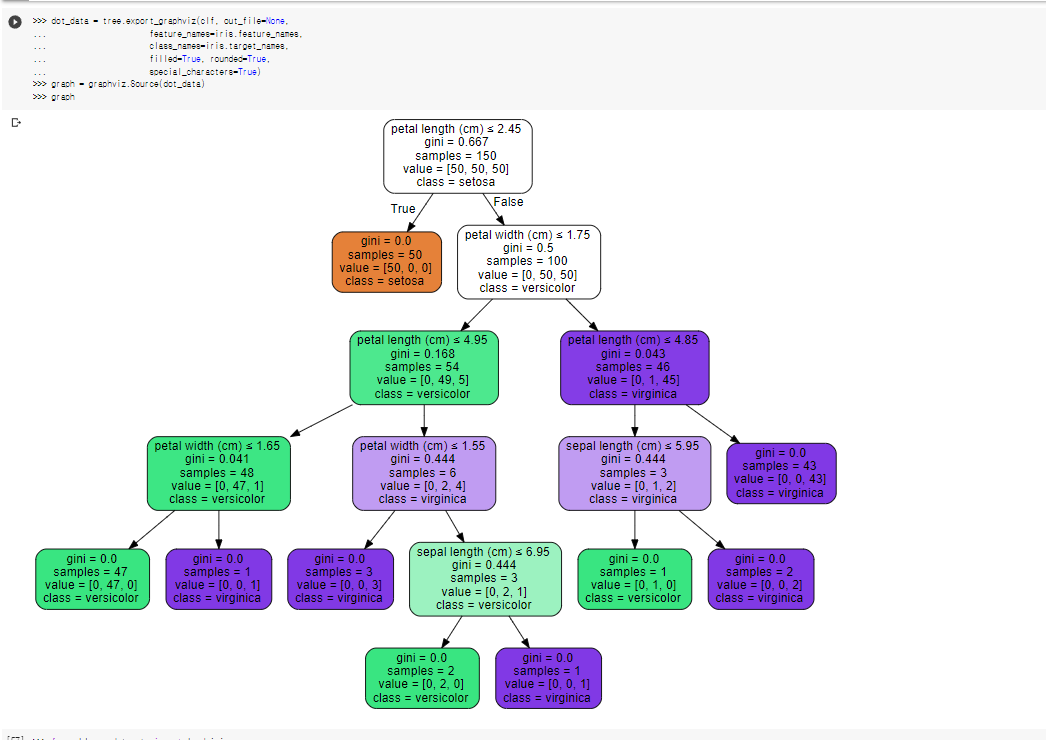 >>> dot_data = tree.export_graphviz(clf, out_file=None,
... feature_names=iris.feature_names,
... class_names=iris.target_names,
... filled=True, rounded=True,
... special_characters=True)
>>> graph = graphviz.Source(dot_data)
>>> graph
petal length (cm) ≤ 2.45
gini = 0.667
samples = 150
value = [50, 50, 50]
class = setosa
True
False
gini = 0.0
samples = 50
value = [50, 0, 0]
class = setosa
petal width (cm) ≤ 1.75
gini = 0.5
samples = 100
value = [0, 50, 50]
class = versicolor
petal length (cm) ≤ 4.95
gini = 0.168
samples = 54
value = [0, 49, 5]
class = versicolor
petal length (cm) ≤ 4.85
gini = 0.043
samples = 46
value = [0, 1, 45]
class = virginica
petal width (cm) ≤ 1.65
gini = 0.041
samples = 48
value = [0, 47, 1]
class = versicolor
petal width (cm) ≤ 1.55
gini = 0.444
samples = 6
value = [0, 2, 4]
class = virginica
sepal length (cm) ≤ 5.95
gini = 0.444
samples = 3
value = [0, 1, 2]
class = virginica
gini = 0.0
samples = 43
value = [0, 0, 43]
class = virginica
gini = 0.0
samples = 47
value = [0, 47, 0]
class = versicolor
gini = 0.0
samples = 1
value = [0, 0, 1]
class = virginica
gini = 0.0
samples = 3
value = [0, 0, 3]
class = virginica
sepal length (cm) ≤ 6.95
gini = 0.444
samples = 3
value = [0, 2, 1]
class = versicolor
gini = 0.0
samples = 1
value = [0, 1, 0]
class = versicolor
gini = 0.0
samples = 2
value = [0, 0, 2]
class = virginica
gini = 0.0
samples = 2
value = [0, 2, 0]
class = versicolor
gini = 0.0
samples = 1
value = [0, 0, 1]
class = virginica